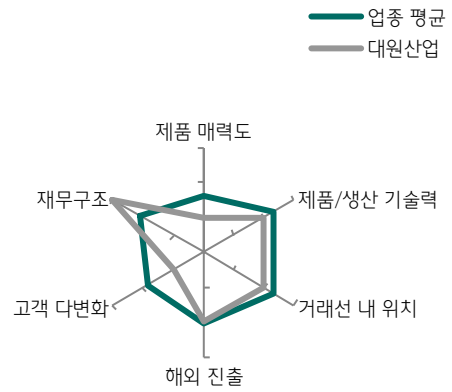 업종 평균
대원산업
제품 매력도
재무구조
제품/생산 기술력
고객 다변화
거래선 내 위치
해외 진출